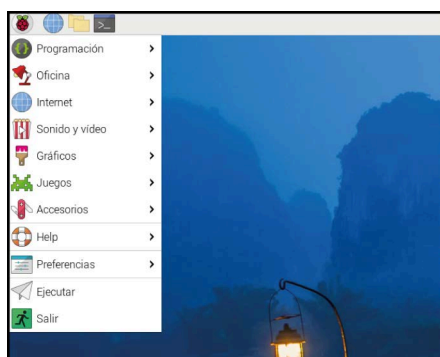 Programación
Oficina
Internet
Sonido y vídeo
Gráficos
Juegos
Accesorios
Help
Preferencias
Ejecutar
Salir